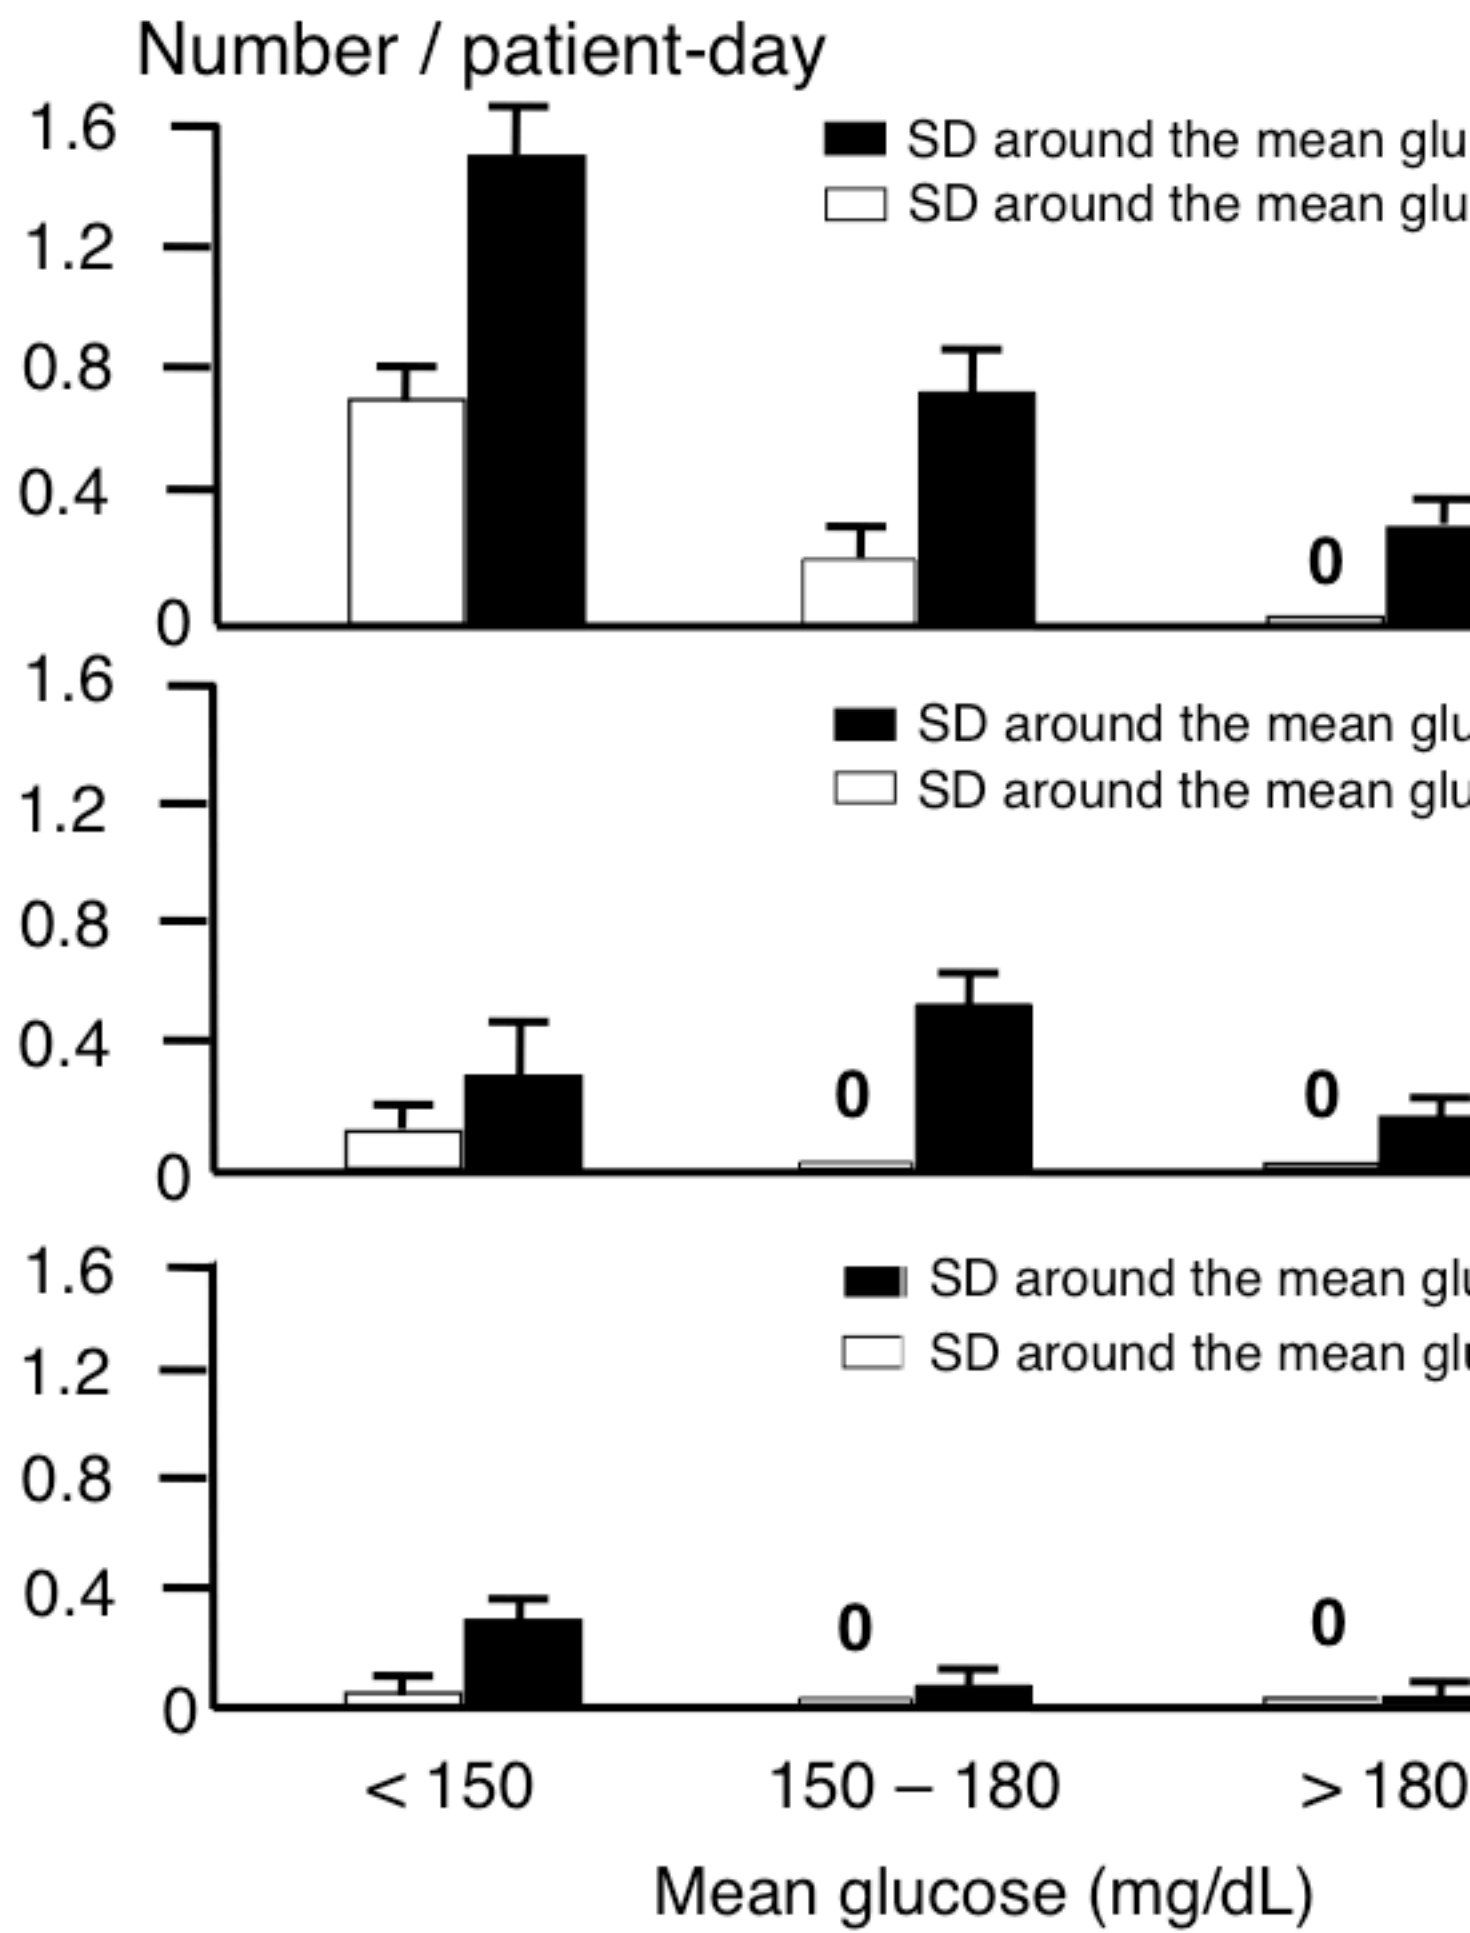 Number / patient-day
1.6
SD around the mean glu
SD around the mean glu
1.2
0.8
0.4
0
0
1.6
SD around the mean glu
SD around the mean glu
1.2
0.8
0.4
0
0
0
1.6
SD around the mean glu
SD around the mean glu
1.2
0.8
0.4
0
0
0
< 150
150 – 180
> 180
Mean glucose (mg/dL)